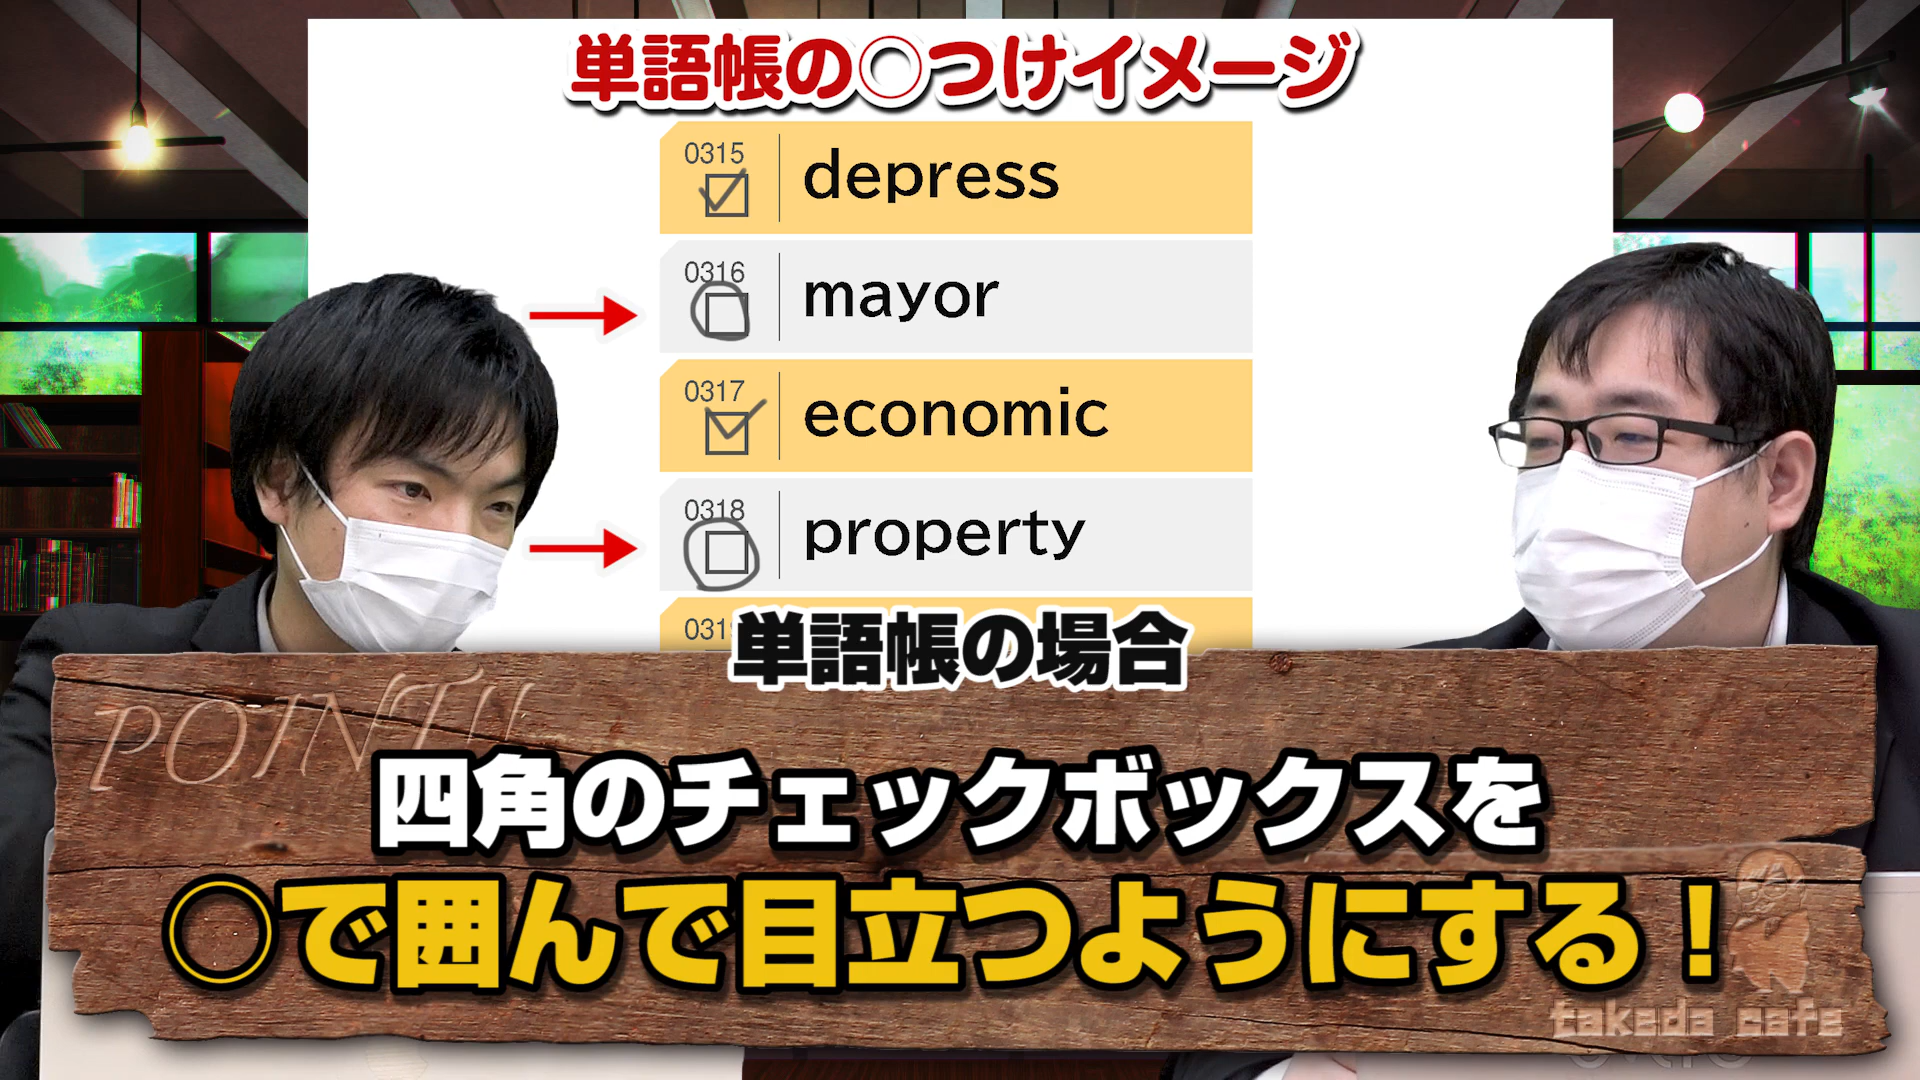 単語帳の○つけイメージ
0315
depress
0316
mayor
0317
economic
0318
property
031
単語帳の場合
POINT!!
四角のチェックボックスを
○で囲んで目立つようにする！
takeda cafe